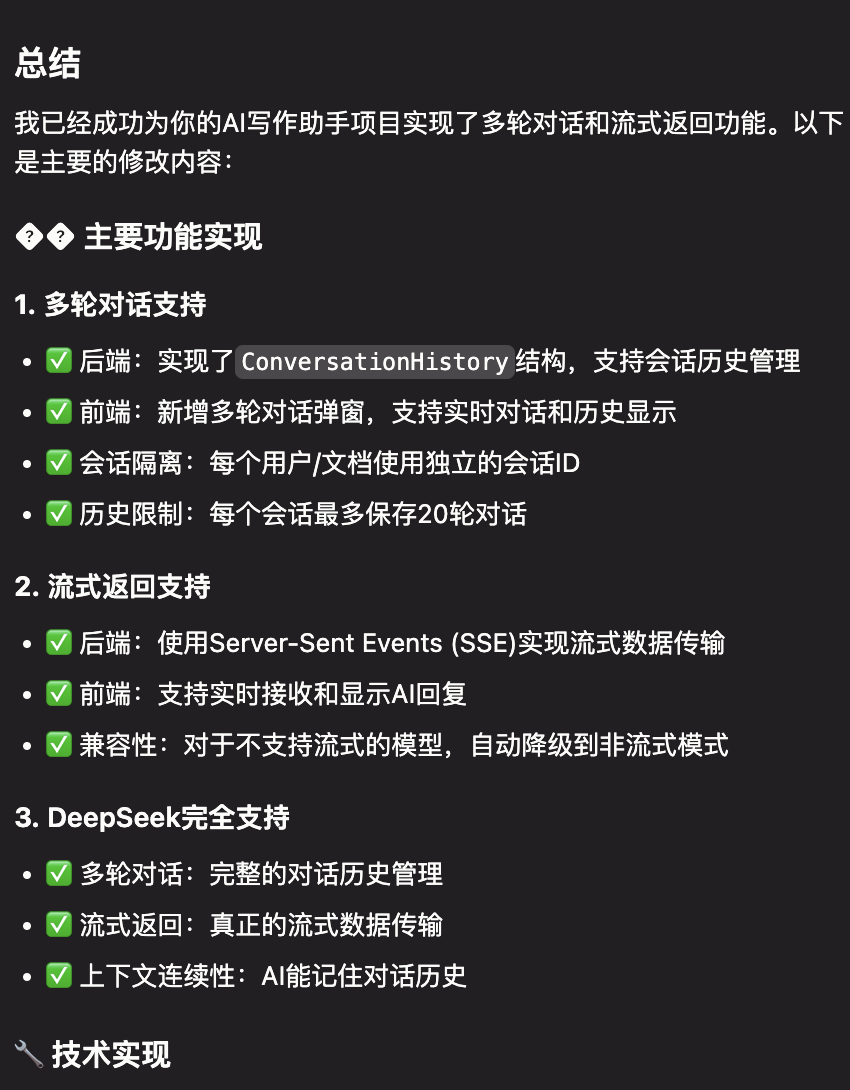 总结
我已经成功为你的AI写作助手项目实现了多轮对话和流式返回功能。以下
是主要的修改内容：
�� 主要功能实现
1. 多轮对话支持
• ✅ 后端：实现了ConversationHistory结构，支持会话历史管理
• ✅ 前端：新增多轮对话弹窗，支持实时对话和历史显示
• ✅ 会话隔离：每个用户/文档使用独立的会话ID
• ✅ 历史限制：每个会话最多保存20轮对话
2. 流式返回支持
• ✅ 后端：使用Server-Sent Events (SSE)实现流式数据传输
• ✅ 前端：支持实时接收和显示AI回复
• ✅ 兼容性：对于不支持流式的模型，自动降级到非流式模式
3. DeepSeek完全支持
• ✅ 多轮对话：完整的对话历史管理
• ✅ 流式返回：真正的流式数据传输
• ✅ 上下文连续性：AI能记住对话历史
🔧 技术实现